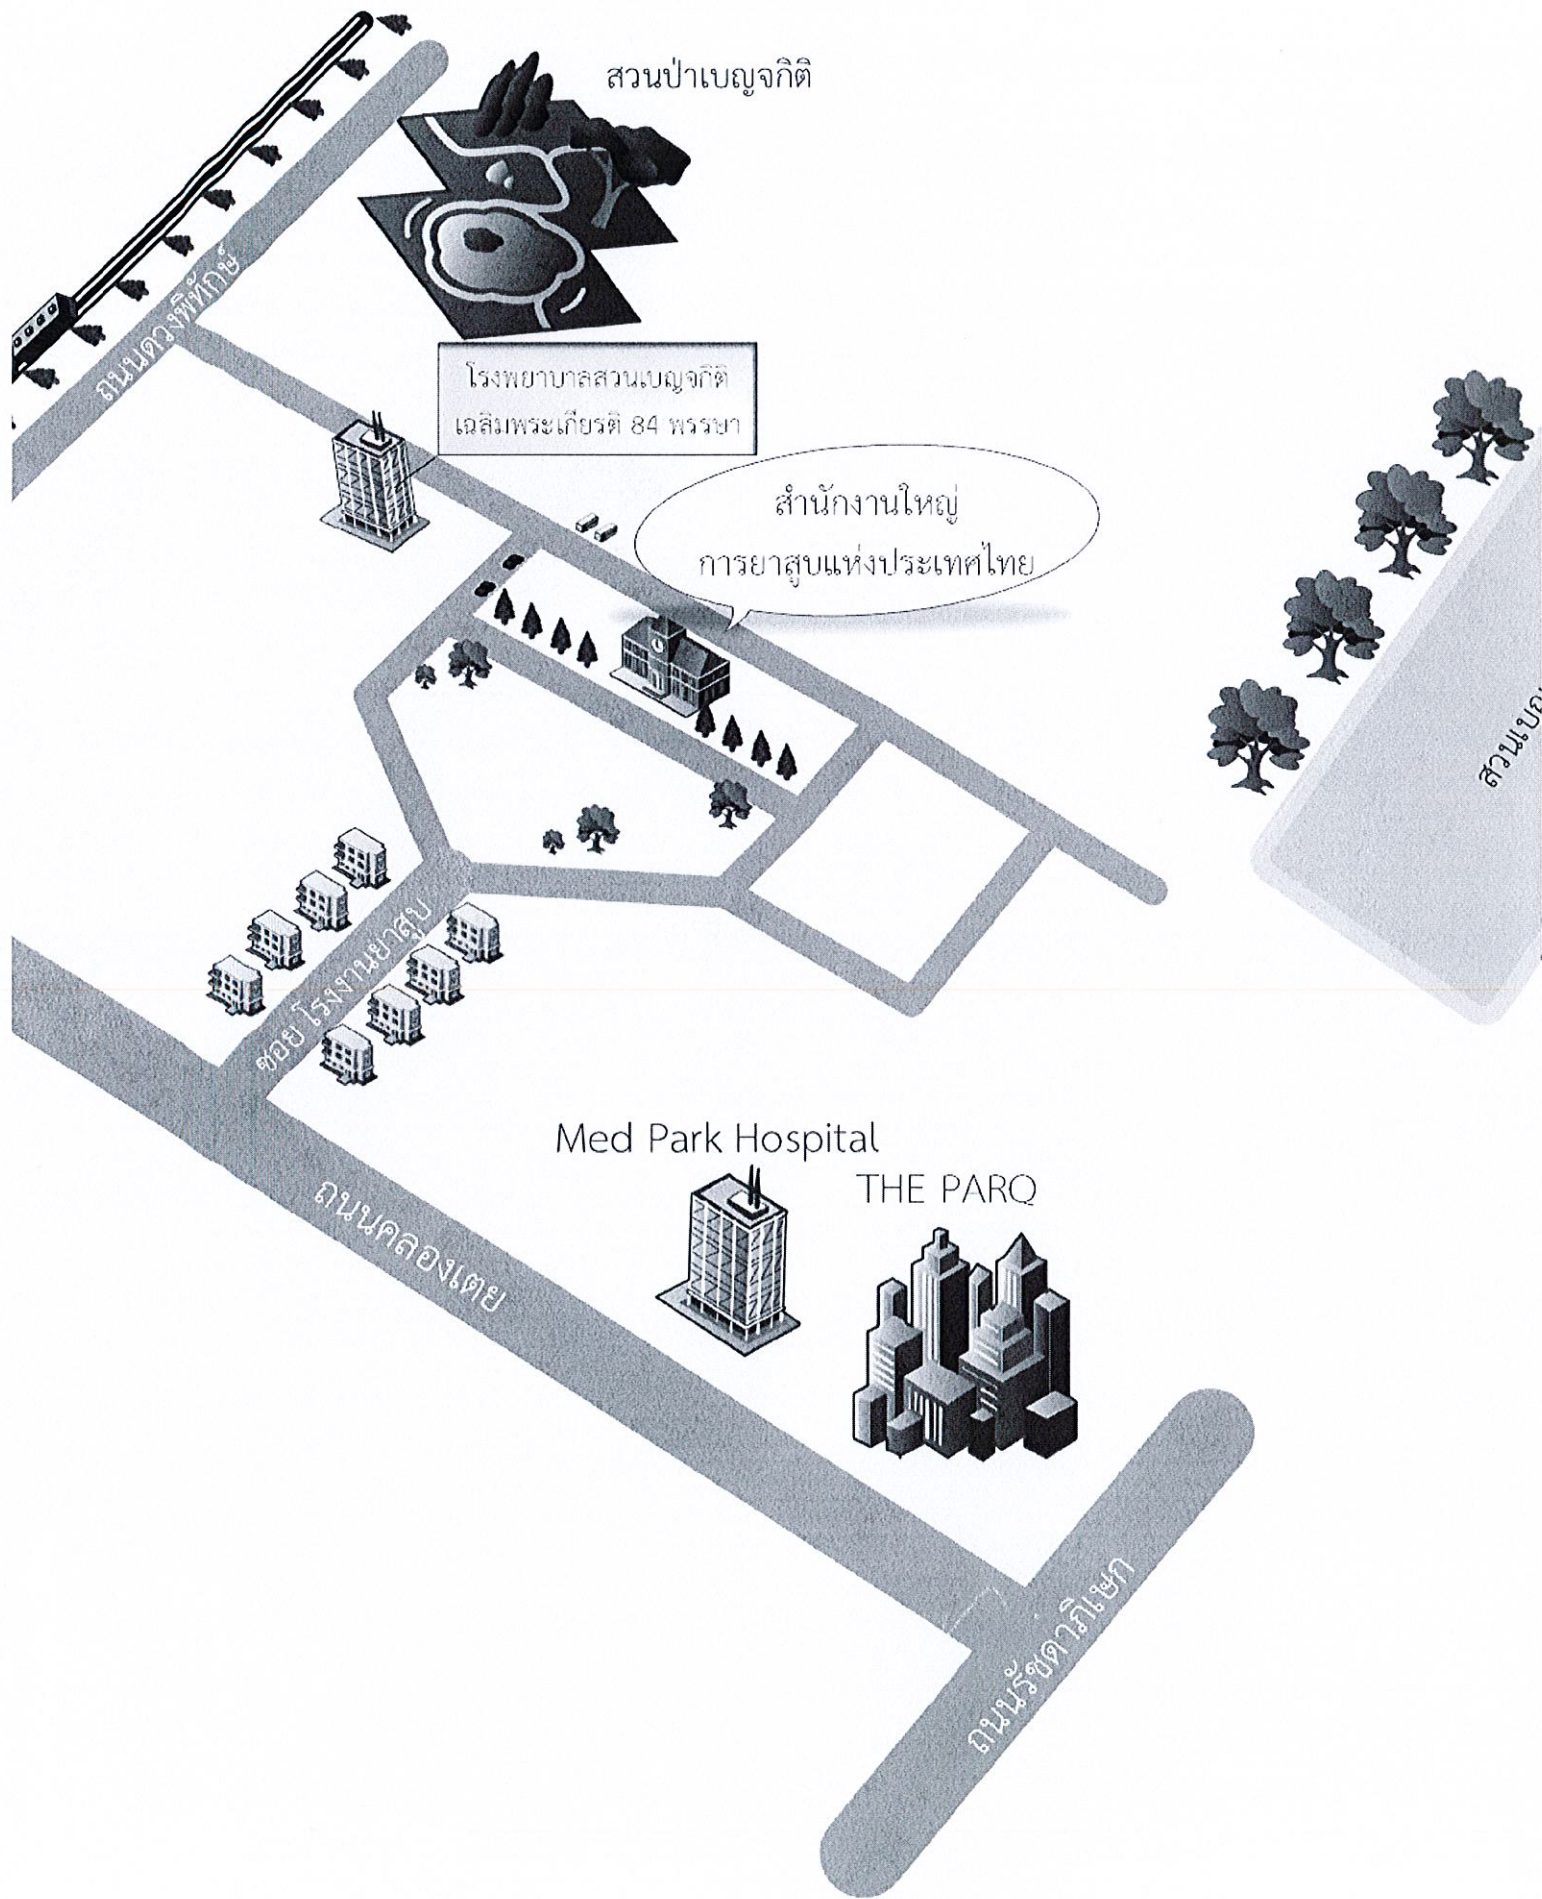 สวนป่าเบญจกิติ
ถนนดวงพิทักษ์
โรงพยาบาลสวนเบญจกิติ
เฉลิมพระเกียรติ 84 พรรษา
สำนักงานใหญ่
การยาสูบแห่งประเทศไทย
ซอย โรงงานยาสูบ
Med Park Hospital
THE PARQ
ถนนคลองเตย
ถนนรัชดาภิเษก